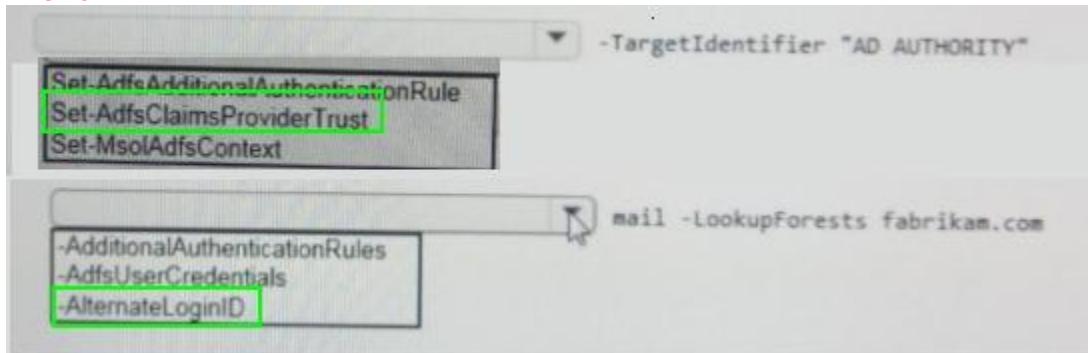 -TargetIdentifier "AD AUTHORITY"
Set-AdfsAdditionalAuthenticationRule
Set-AdfsClaimsProviderTrust
Set-MsolAdfsContext
mail -LookupForests fabrikam.com
-AdditionalAuthenticationRules
-AdfsUserCredentials
-AlternateLoginID